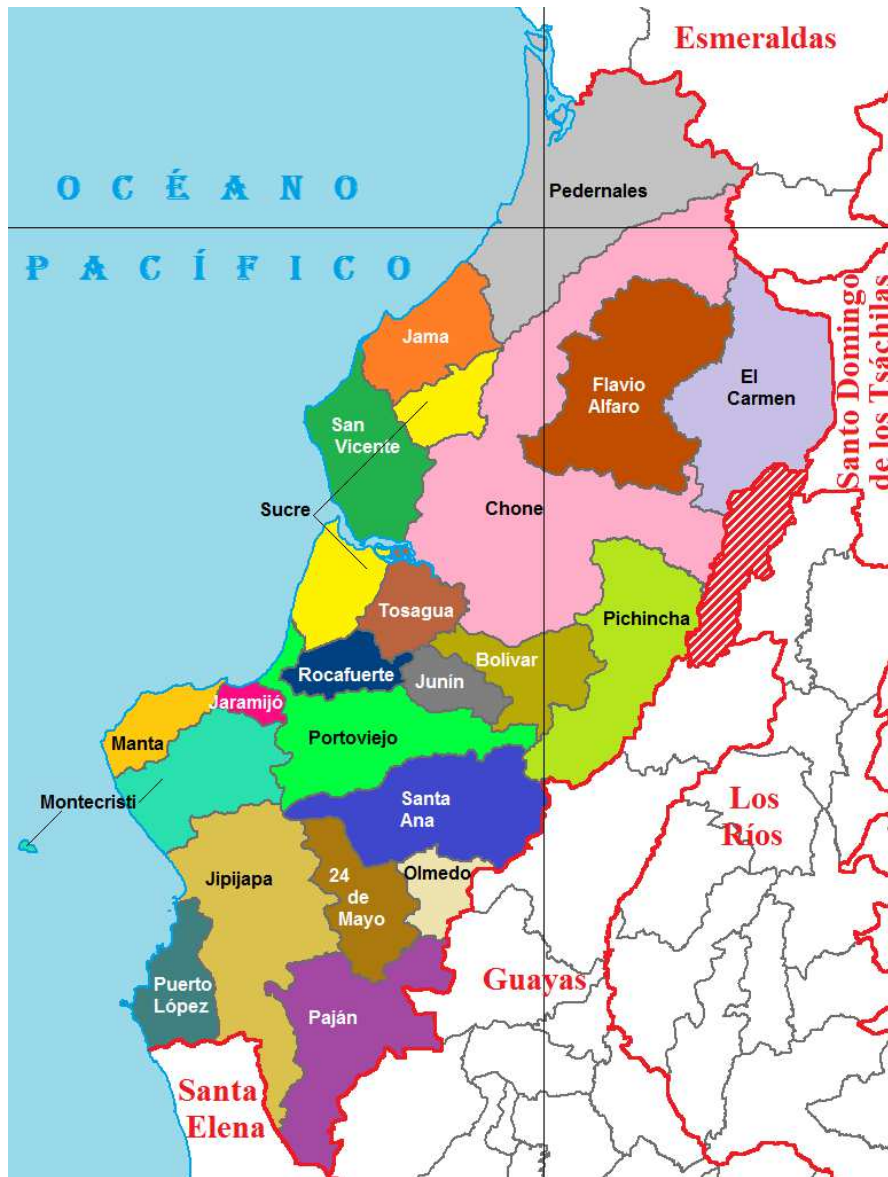 Esmeraldas
OCÉANO
PACÍFICO
Pedernales
Santo Domingo
de los Tsáchilas
Jama
Flavio
Alfaro
El
Carmen
San
Vicente
Sucre
Chone
Tosagua
Pichincha
Rocafuerte
Junín
Bolívar
Jaramijó
Manta
Portoviejo
Montecristi
Santa
Ana
Los
Ríos
24
de
Mayo
Olmedo
Jipijapa
Puerto
López
Guayas
Paján
Santa
Elena